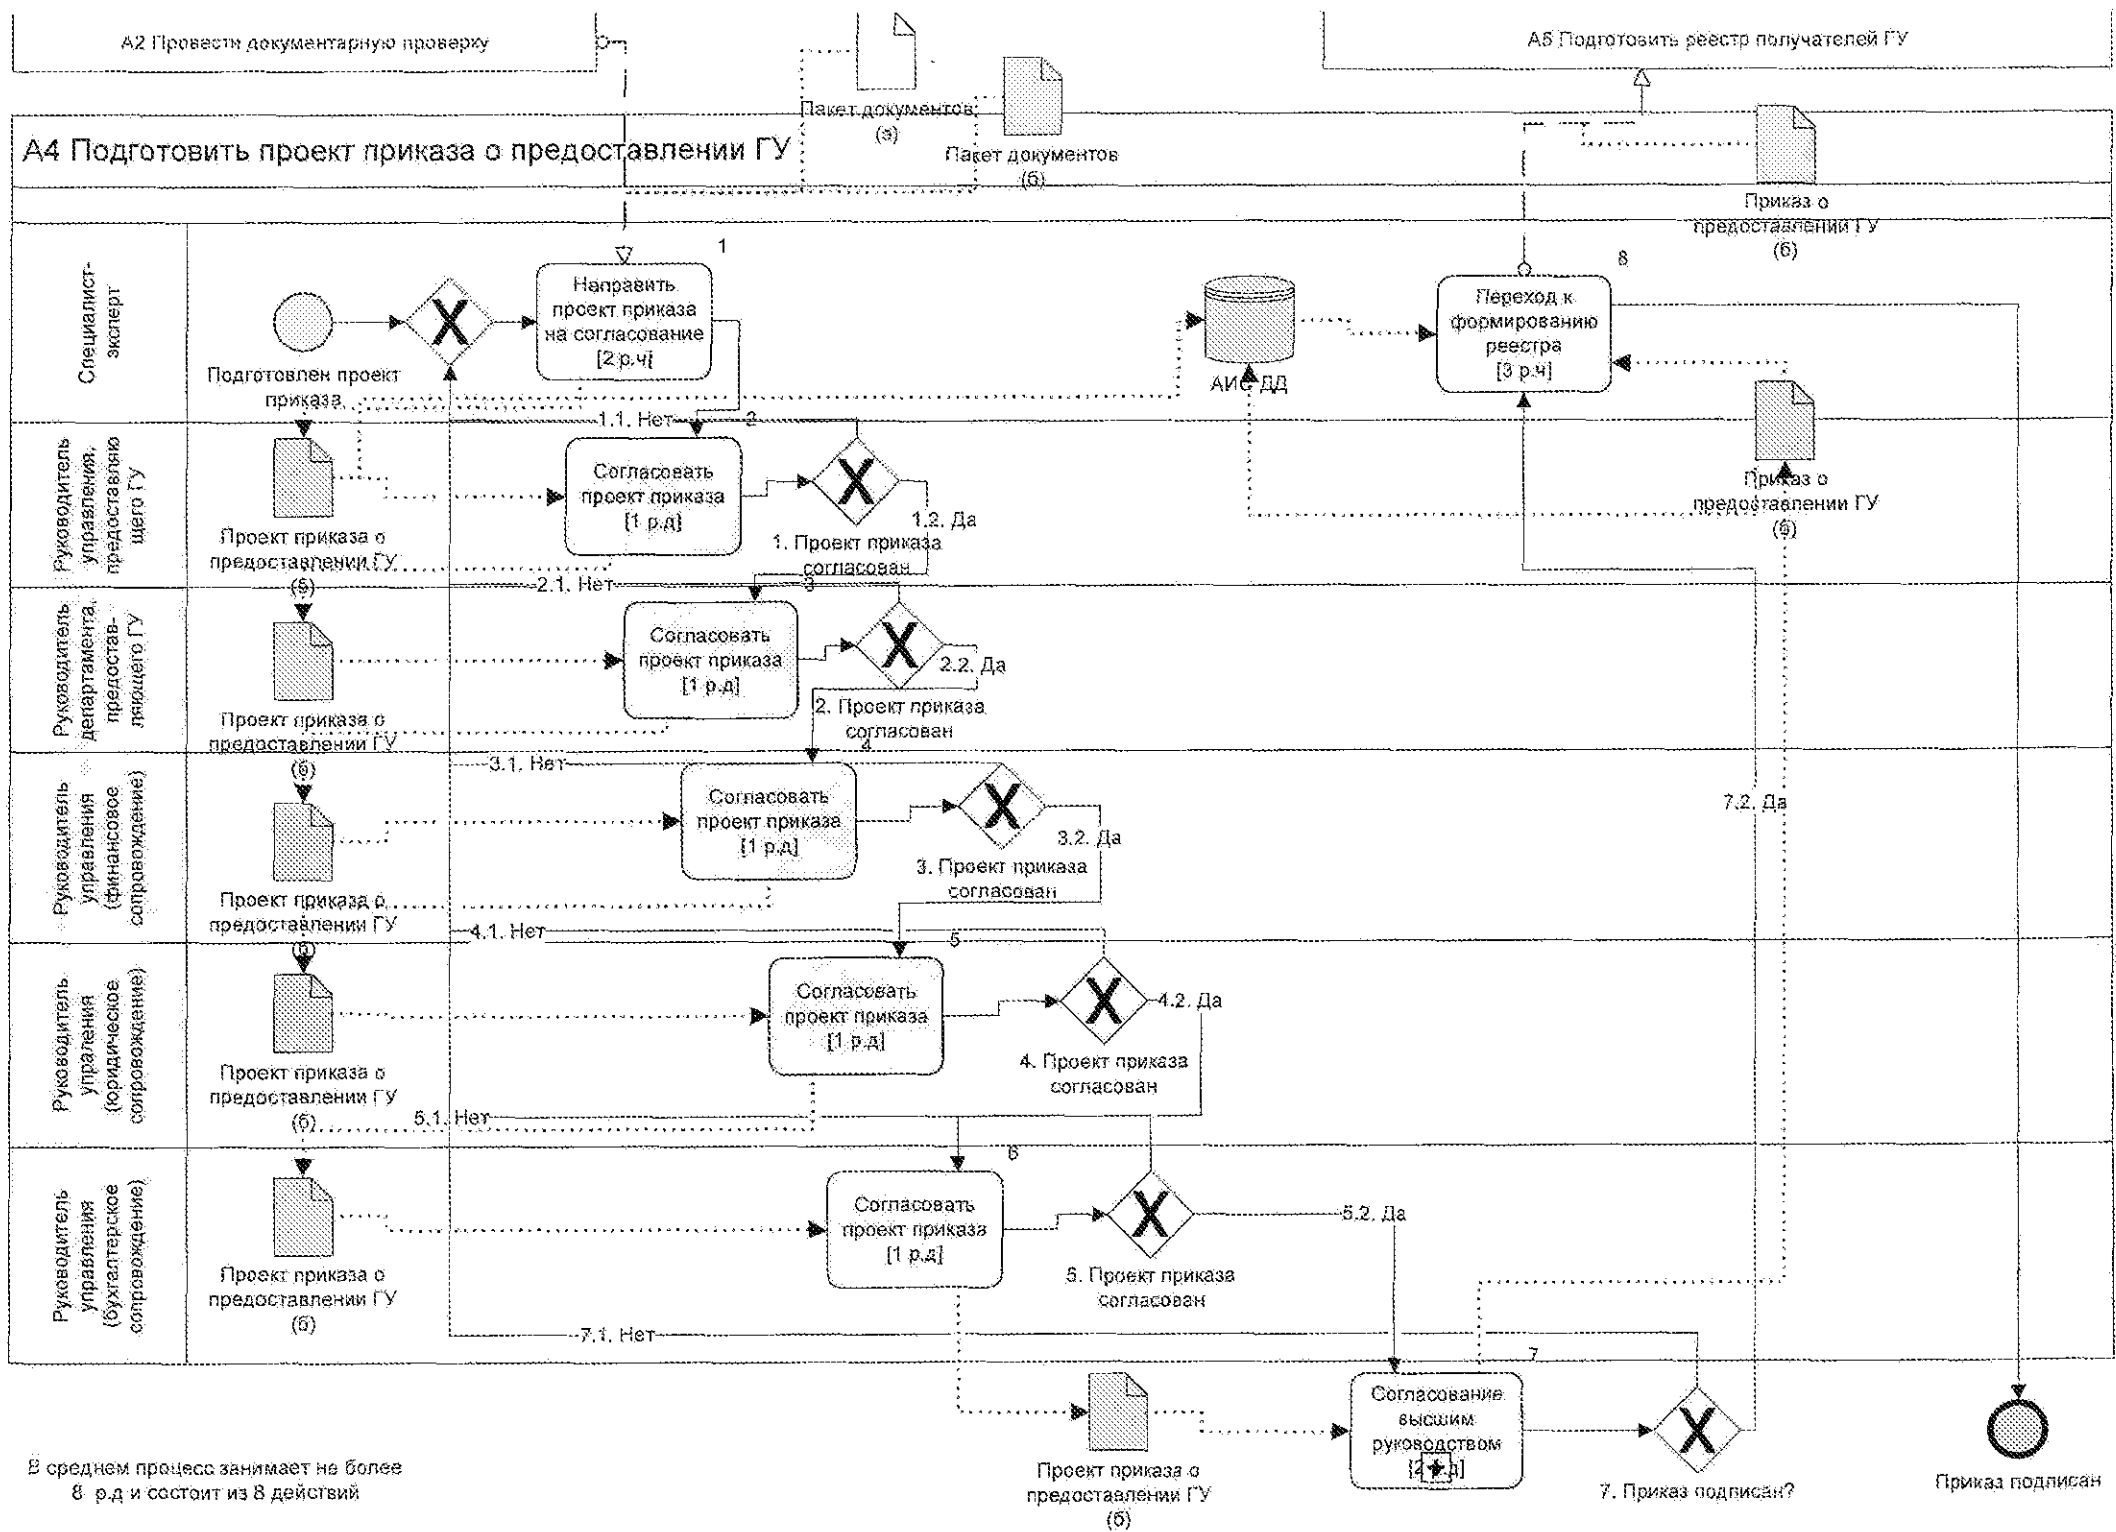 А2 Провести документарную проверку
А5 Подготовить реестр получателей ГУ
Пакет документов
(э)
Пакет документов
(б)
А4 Подготовить проект приказа о предоставлении ГУ
Приказ о
предоставлении ГУ
(б)
Специалист-
эксперт
Подготовлен проект
приказа
1
Направить
проект приказа
на согласование
[2 р.ч]
АИС ДД
8
Переход к
формированию
реестра
[3 р.ч]
Руководитель
управления,
предоставляю
щего ГУ
Проект приказа о
предоставлении ГУ
(б)
1.1. Нет
2
Согласовать
проект приказа
[1 р.д]
1.2. Да
1. Проект приказа
согласован
Приказ о
предоставлении ГУ
(б)
Руководитель
департамента,
предостав-
ляющего ГУ
Проект приказа о
предоставлении ГУ
(б)
2.1. Нет
3
Согласовать
проект приказа
[1 р.д]
2.2. Да
2. Проект приказа
согласован
Руководитель
управления
(финансовое
сопровождение)
Проект приказа о
предоставлении ГУ
(б)
3.1. Нет
4
Согласовать
проект приказа
[1 р.д]
3.2. Да
3. Проект приказа
согласован
7.2. Да
Руководитель
упраления
(юридическое
сопровождение)
Проект приказа о
предоставлении ГУ
(б)
4.1. Нет
5
Согласовать
проект приказа
[1 р.д]
4.2. Да
4. Проект приказа
согласован
Руководитель
управления
(бухгалтерское
сопровождение)
Проект приказа о
предоставлении ГУ
(б)
5.1. Нет
6
Согласовать
проект приказа
[1 р.д]
5.2. Да
5. Проект приказа
согласован
7.1. Нет
7
Согласование
высшим
руководством
Проект приказа о
предоставлении ГУ
(б)
7. Приказ подписан?
Приказ подписан
В среднем процесс занимает не более
8 р.д и состоит из 8 действий